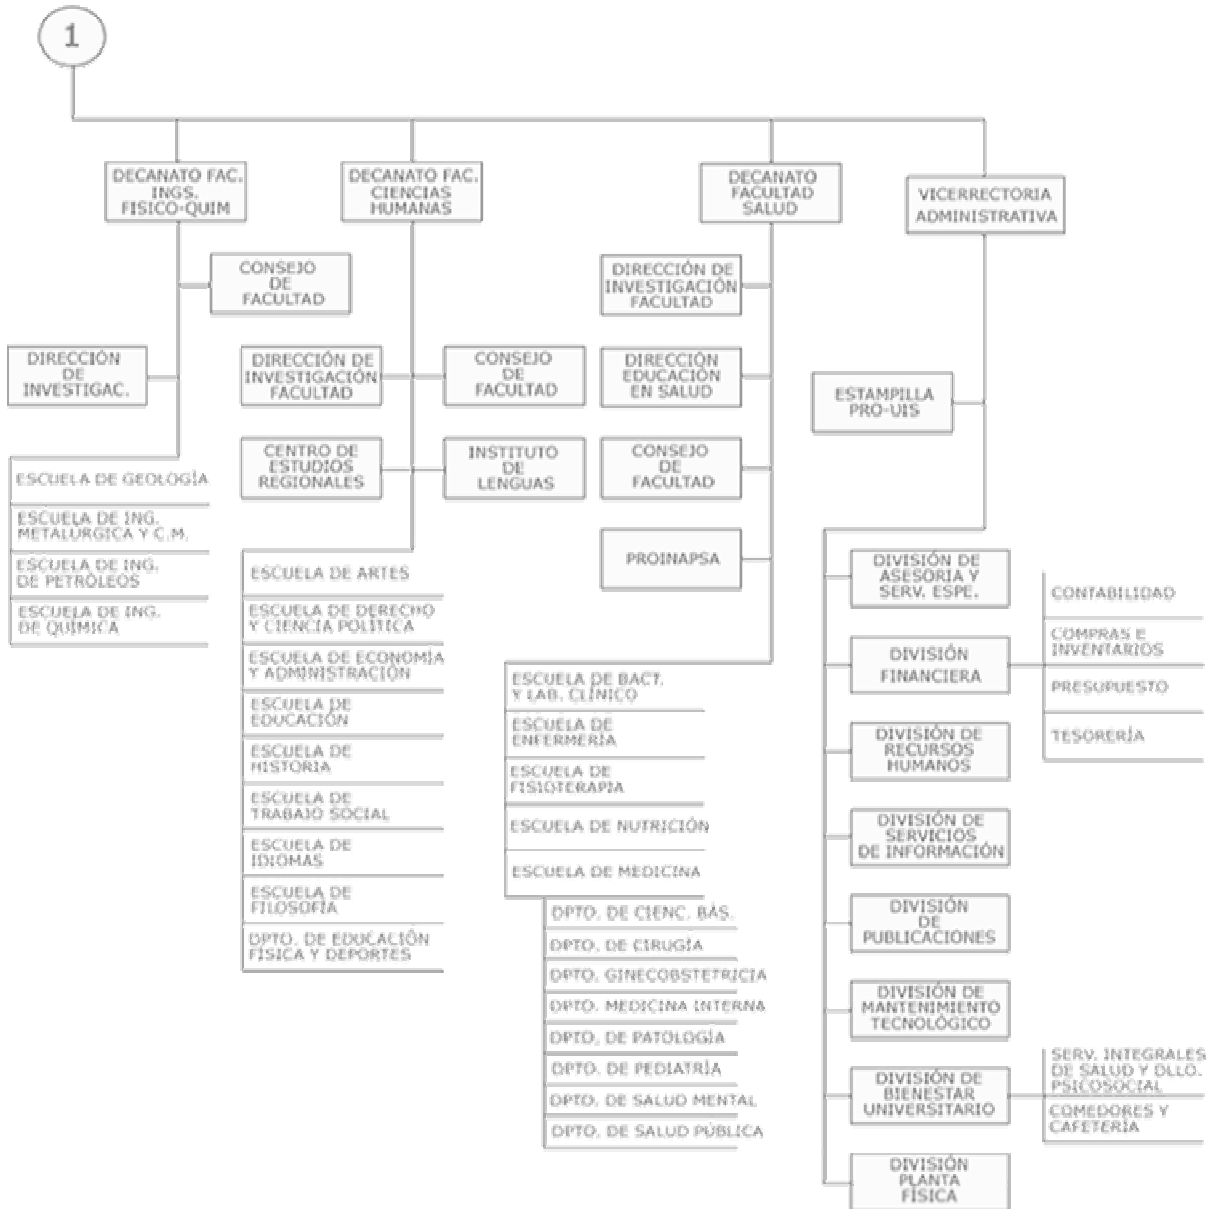 1
DECANATO FAC.
INGS.
FISICO-QUIM
DECANATO FAC.
CIENCIAS
HUMANAS
DECANATO
FACULTAD
SALUD
VICERRECTORIA
ADMINISTRATIVA
CONSEJO
DE
FACULTAD
DIRECCIÓN
DE
INVESTIGAC.
ESCUELA DE GEOLOGÍA
ESCUELA DE ING.
METALÚRGICA Y C.M.
ESCUELA DE ING.
DE PETRÓLEOS
ESCUELA DE ING.
DE QUÍMICA
DIRECCIÓN DE
INVESTIGACIÓN
FACULTAD
CONSEJO
DE
FACULTAD
CENTRO DE
ESTUDIOS
REGIONALES
INSTITUTO
DE
LENGUAS
ESCUELA DE ARTES
ESCUELA DE DERECHO
Y CIENCIA POLÍTICA
ESCUELA DE ECONOMÍA
Y ADMINISTRACIÓN
ESCUELA DE
EDUCACIÓN
ESCUELA DE
HISTORIA
ESCUELA DE
TRABAJO SOCIAL
ESCUELA DE
IDIOMAS
ESCUELA DE
FILOSOFÍA
DPTO. DE EDUCACIÓN
FÍSICA Y DEPORTES
DIRECCIÓN DE
INVESTIGACIÓN
FACULTAD
DIRECCIÓN
EDUCACIÓN
EN SALUD
CONSEJO
DE
FACULTAD
PROINAPSA
ESCUELA DE BACT.
Y LAB. CLÍNICO
ESCUELA DE
ENFERMERÍA
ESCUELA DE
FISIOTERAPIA
ESCUELA DE NUTRICIÓN
ESCUELA DE MEDICINA
DPTO. DE CIENC. BÁS.
DPTO. DE CIRUGÍA
DPTO. GINECOBSTETRICIA
DPTO. MEDICINA INTERNA
DPTO. DE PATOLOGÍA
DPTO. DE PEDIATRÍA
DPTO. DE SALUD MENTAL
DPTO. DE SALUD PÚBLICA
ESTAMPILLA
PRO-UIS
DIVISIÓN DE
ASESORIA Y
SERV. ESPE.
DIVISIÓN
FINANCIERA
CONTABILIDAD
COMPRAS E
INVENTARIOS
PRESUPUESTO
TESORERÍA
DIVISIÓN DE
RECURSOS
HUMANOS
DIVISIÓN DE
SERVICIOS
DE INFORMACIÓN
DIVISIÓN
DE
PUBLICACIONES
DIVISIÓN DE
MANTENIMIENTO
TECNOLÓGICO
DIVISIÓN DE
BIENESTAR
UNIVERSITARIO
SERV. INTEGRALES
DE SALUD Y DLLO.
PSICOSOCIAL
COMEDORES Y
CAFETERÍA
DIVISIÓN
PLANTA
FÍSICA